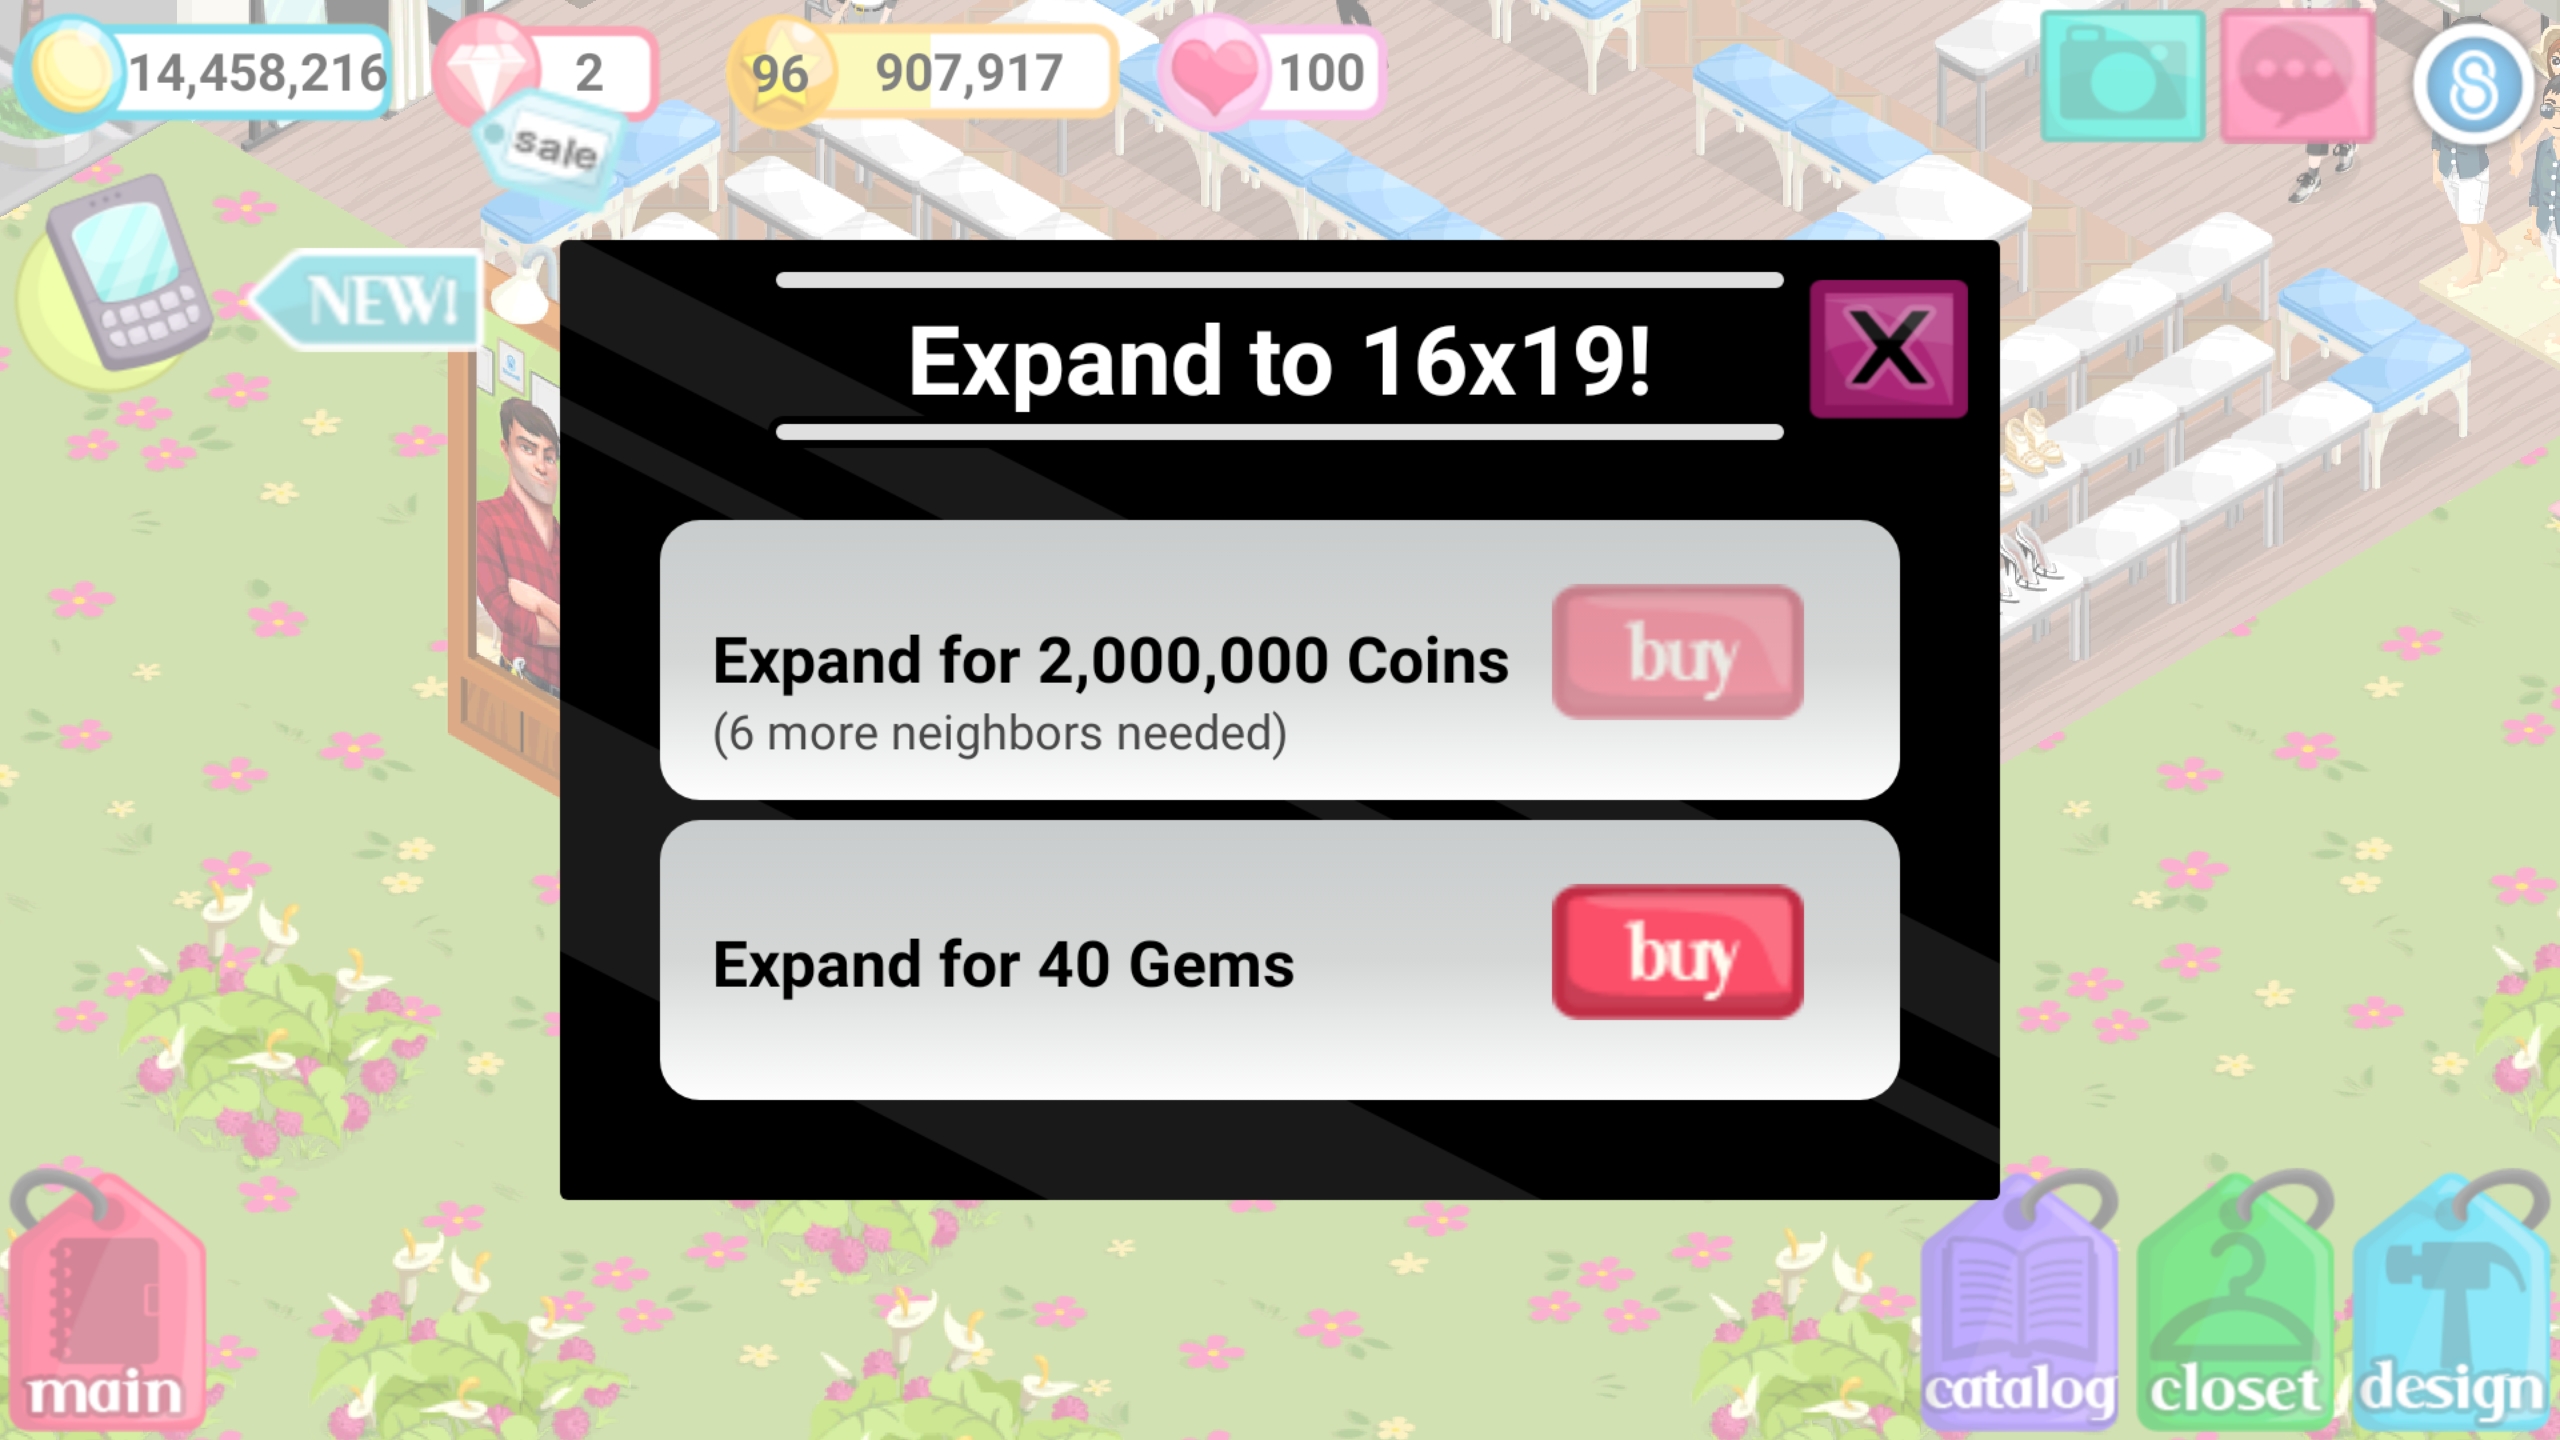 14,458,216
2
96
907,917
100
sale
NEW!
Expand to 16x19!
X
Expand for 2,000,000 Coins
buy
(6 more neighbors needed)
Expand for 40 Gems
buy
main
catalog
closet
design